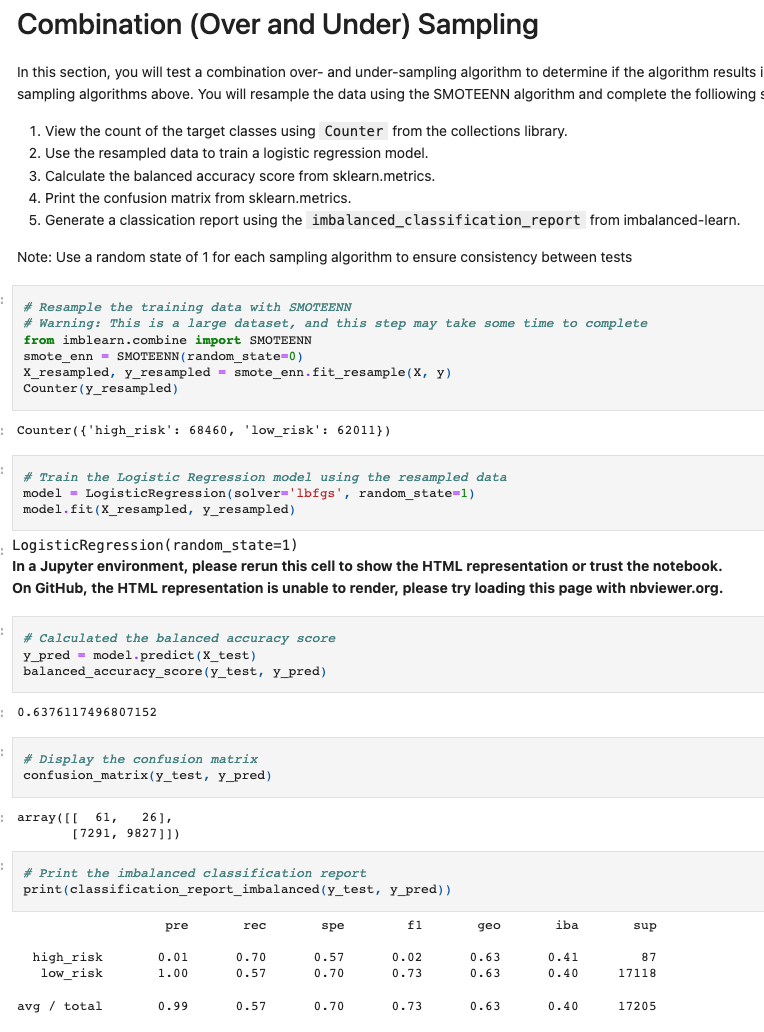 Combination (Over and Under) Sampling
In this section, you will test a combination over- and under-sampling algorithm to determine if the algorithm results i
sampling algorithms above. You will resample the data using the SMOTEENN algorithm and complete the folliowing s
1. View the count of the target classes using Counter from the collections library.
2. Use the resampled data to train a logistic regression model.
3. Calculate the balanced accuracy score from sklearn.metrics.
4. Print the confusion matrix from sklearn.metrics.
5. Generate a classication report using the imbalanced_classification_report from imbalanced-learn.
Note: Use a random state of 1 for each sampling algorithm to ensure consistency between tests
# Resample the training data with SMOTEENN
# Warning: This is a large dataset, and this step may take some time to complete
from imblearn.combine import SMOTEENN
smote_enn = SMOTEENN(random_state=0)
X_resampled, y_resampled = smote_enn.fit_resample(X, y)
Counter(y_resampled)
Counter({'high_risk': 68460, 'low_risk': 62011})
# Train the Logistic Regression model using the resampled data
model = LogisticRegression(solver='lbfgs', random_state=1)
model.fit(X_resampled, y_resampled)
LogisticRegression(random_state=1)
In a Jupyter environment, please rerun this cell to show the HTML representation or trust the notebook.
On GitHub, the HTML representation is unable to render, please try loading this page with nbviewer.org.
# Calculated the balanced accuracy score
y_pred = model.predict(X_test)
balanced_accuracy_score(y_test, y_pred)
0.6376117496807152
# Display the confusion matrix
confusion_matrix(y_test, y_pred)
array([[ 61, 26],
[7291, 9827]])
# Print the imbalanced classification report
print(classification_report_imbalanced(y_test, y_pred))
pre rec spe f1 geo iba sup
high_risk 0.01 0.70 0.57 0.02 0.63 0.41 87
low_risk 1.00 0.57 0.70 0.73 0.63 0.40 17118
avg / total 0.99 0.57 0.70 0.73 0.63 0.40 17205